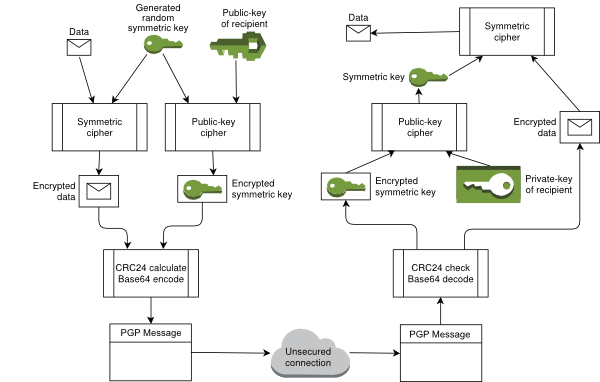 Data
Generated
random
symmetric key
Public-key
of recipient
Symmetric
cipher
Public-key
cipher
Encrypted
data
Encrypted
symmetric key
CRC24 calculate
Base64 encode
PGP Message
Unsecured
connection
Data
Symmetric
cipher
Symmetric key
Public-key
cipher
Encrypted
data
Encrypted
symmetric key
Private-key
of recipient
CRC24 check
Base64 decode
PGP Message